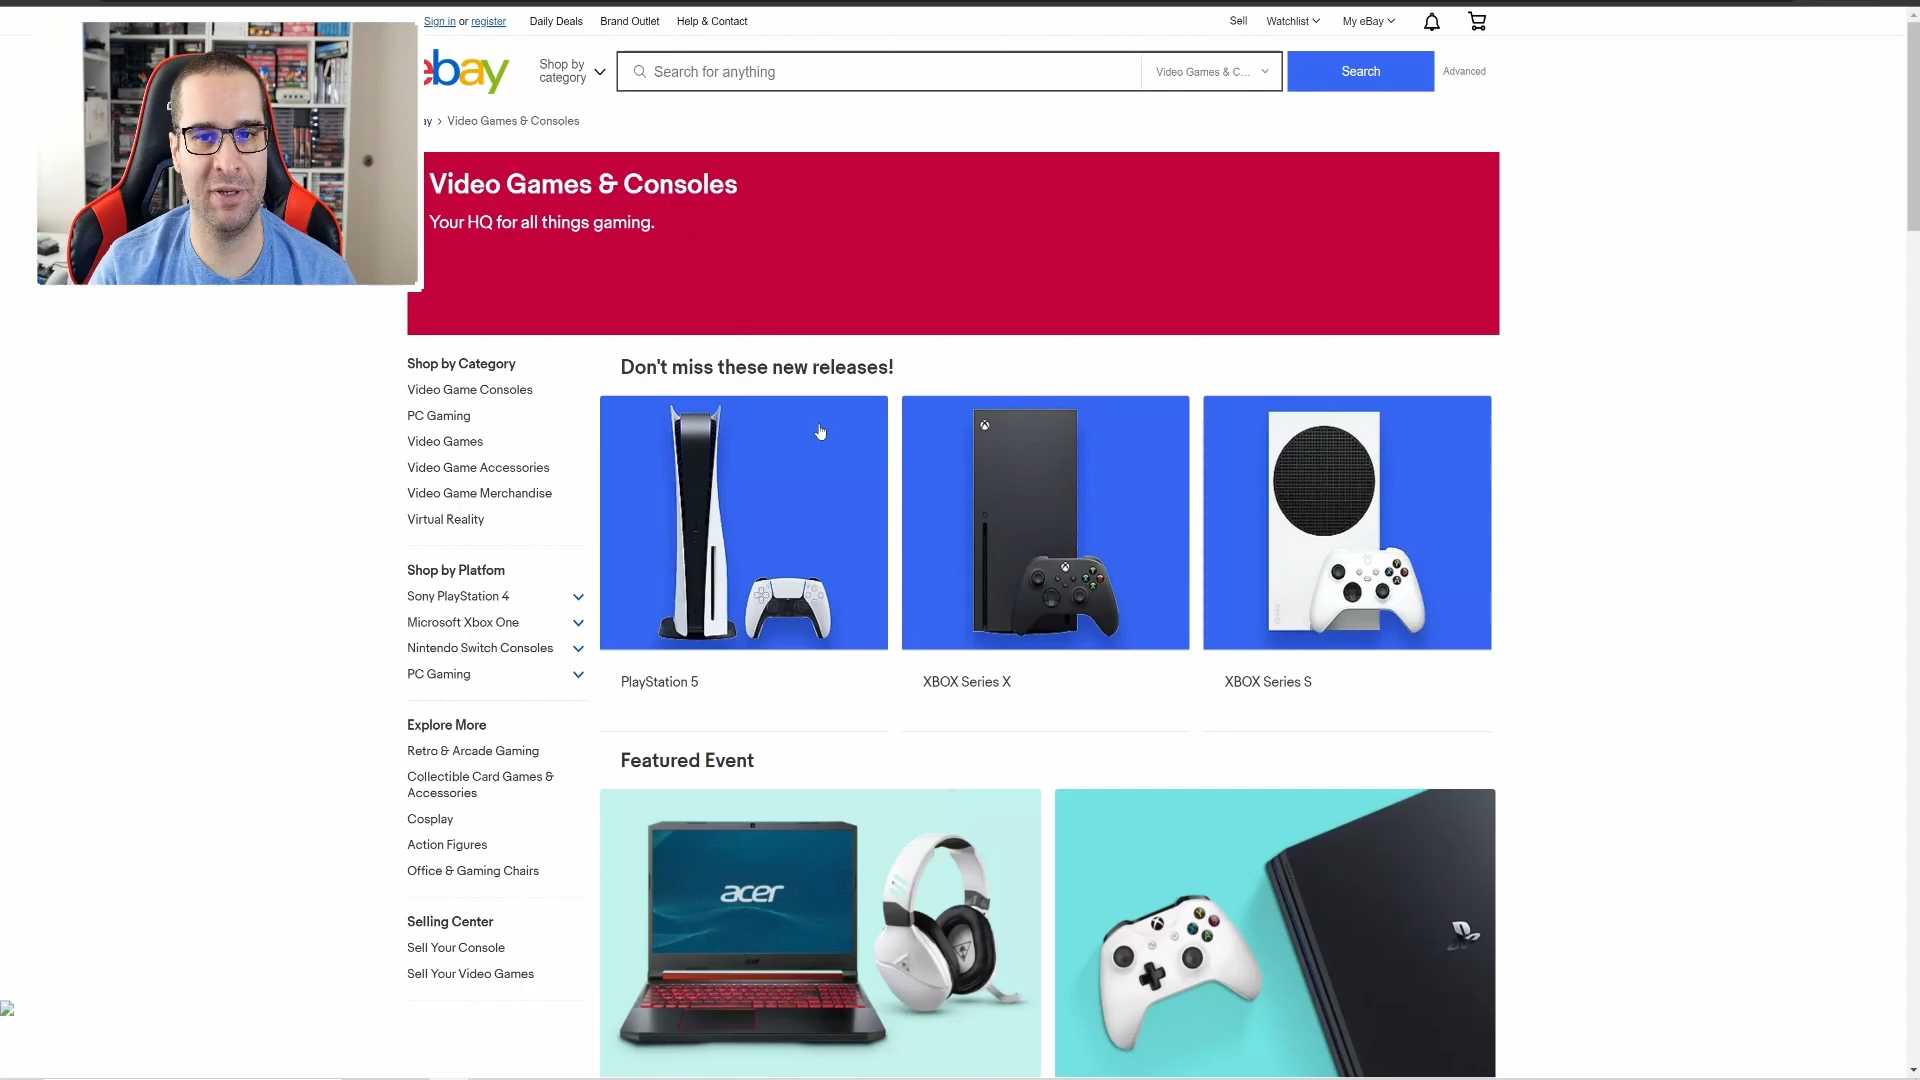 Sign in or register
Daily Deals
Brand Outlet
Help & Contact
Sell
Watchlist
My eBay
ebay
Shop by
category
Search for anything
Video Games & C...
Search
Advanced
ay > Video Games & Consoles
Video Games & Consoles
Your HQ for all things gaming.
Shop by Category
Video Game Consoles
PC Gaming
Video Games
Video Game Accessories
Video Game Merchandise
Virtual Reality
Shop by Platfom
Sony PlayStation 4
Microsoft Xbox One
Nintendo Switch Consoles
PC Gaming
Explore More
Retro & Arcade Gaming
Collectible Card Games &
Accessories
Cosplay
Action Figures
Office & Gaming Chairs
Selling Center
Sell Your Console
Sell Your Video Games
Don't miss these new releases!
PlayStation 5
XBOX Series X
XBOX Series S
Featured Event
acer